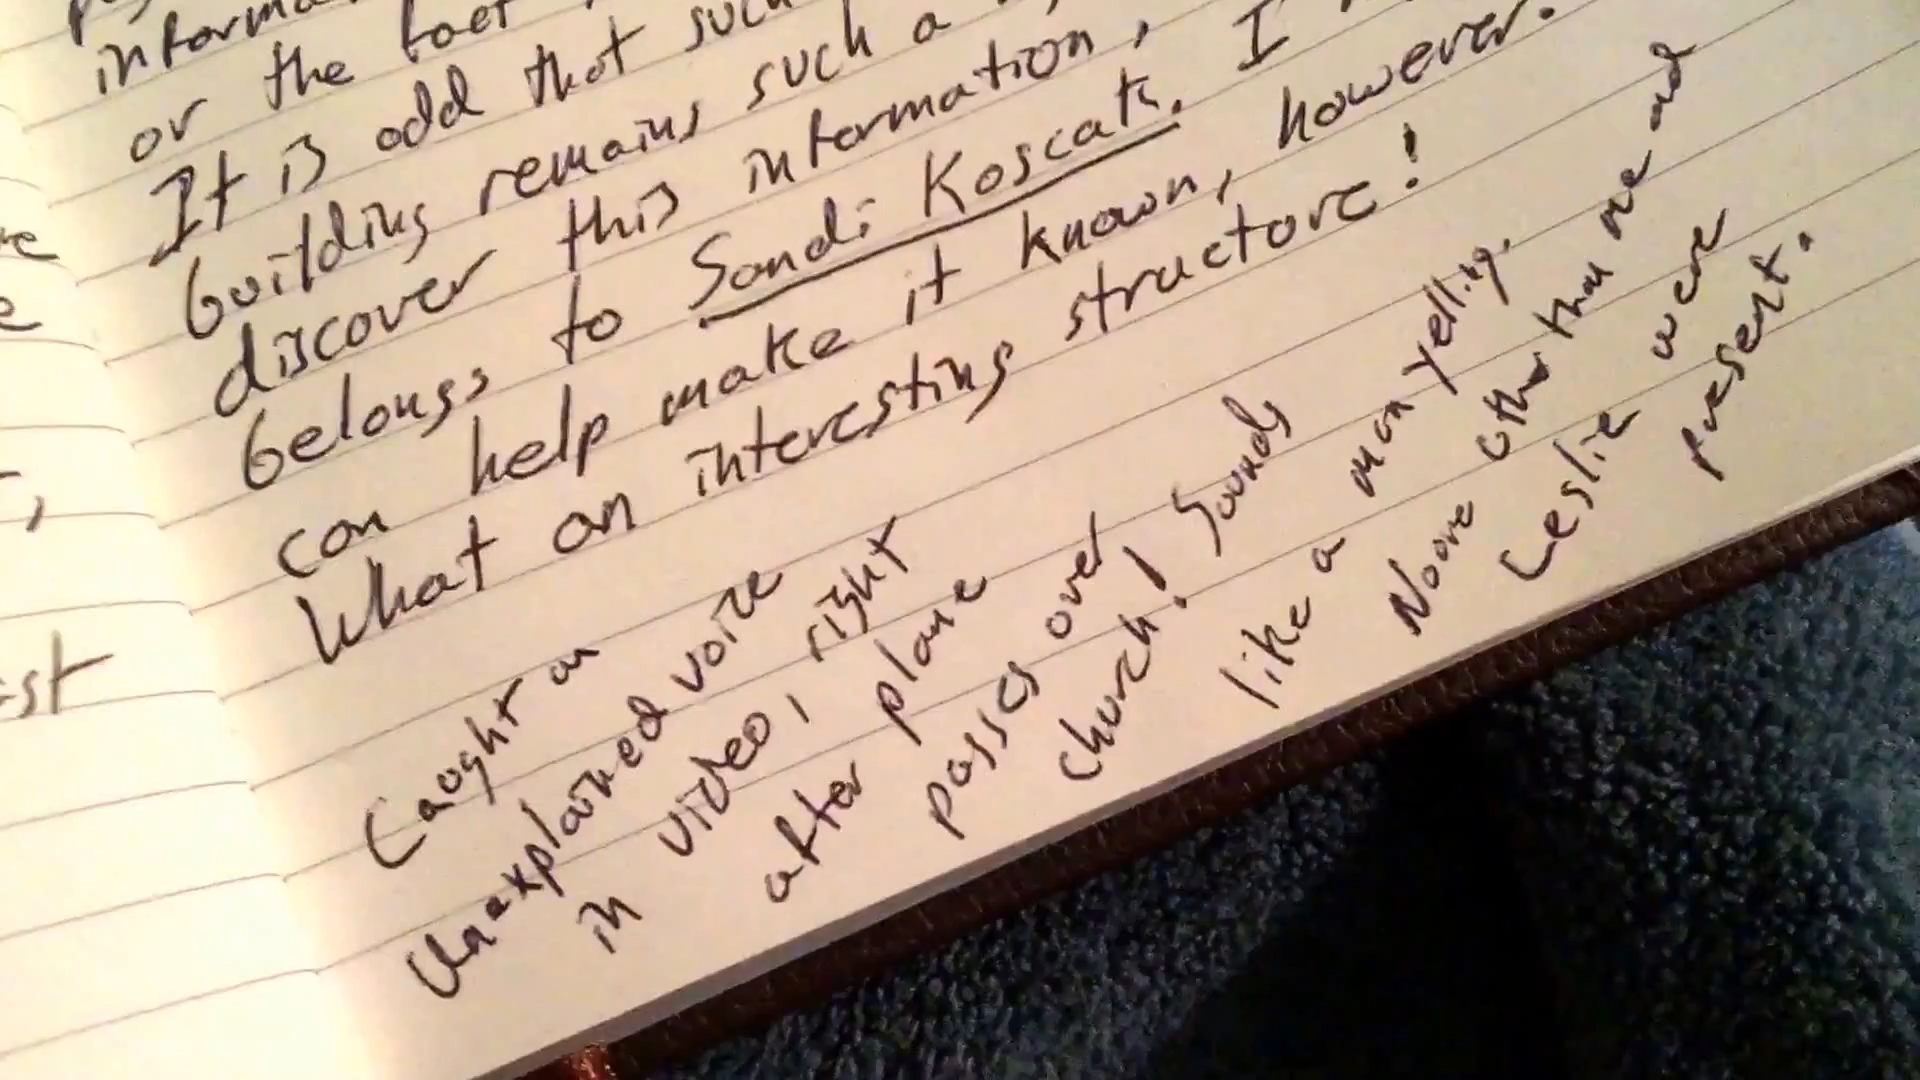 or the
It is odd that such
building remains such a
discover this information,
belongs to Sandi Koscak. I
can help make it known, however.
What an interesting structure!
Caught an
unexplained voice
in video, right
after plane
passes over
church! Sounds
like a man yelling.
Noone other than me and
Leslie were
present.
st